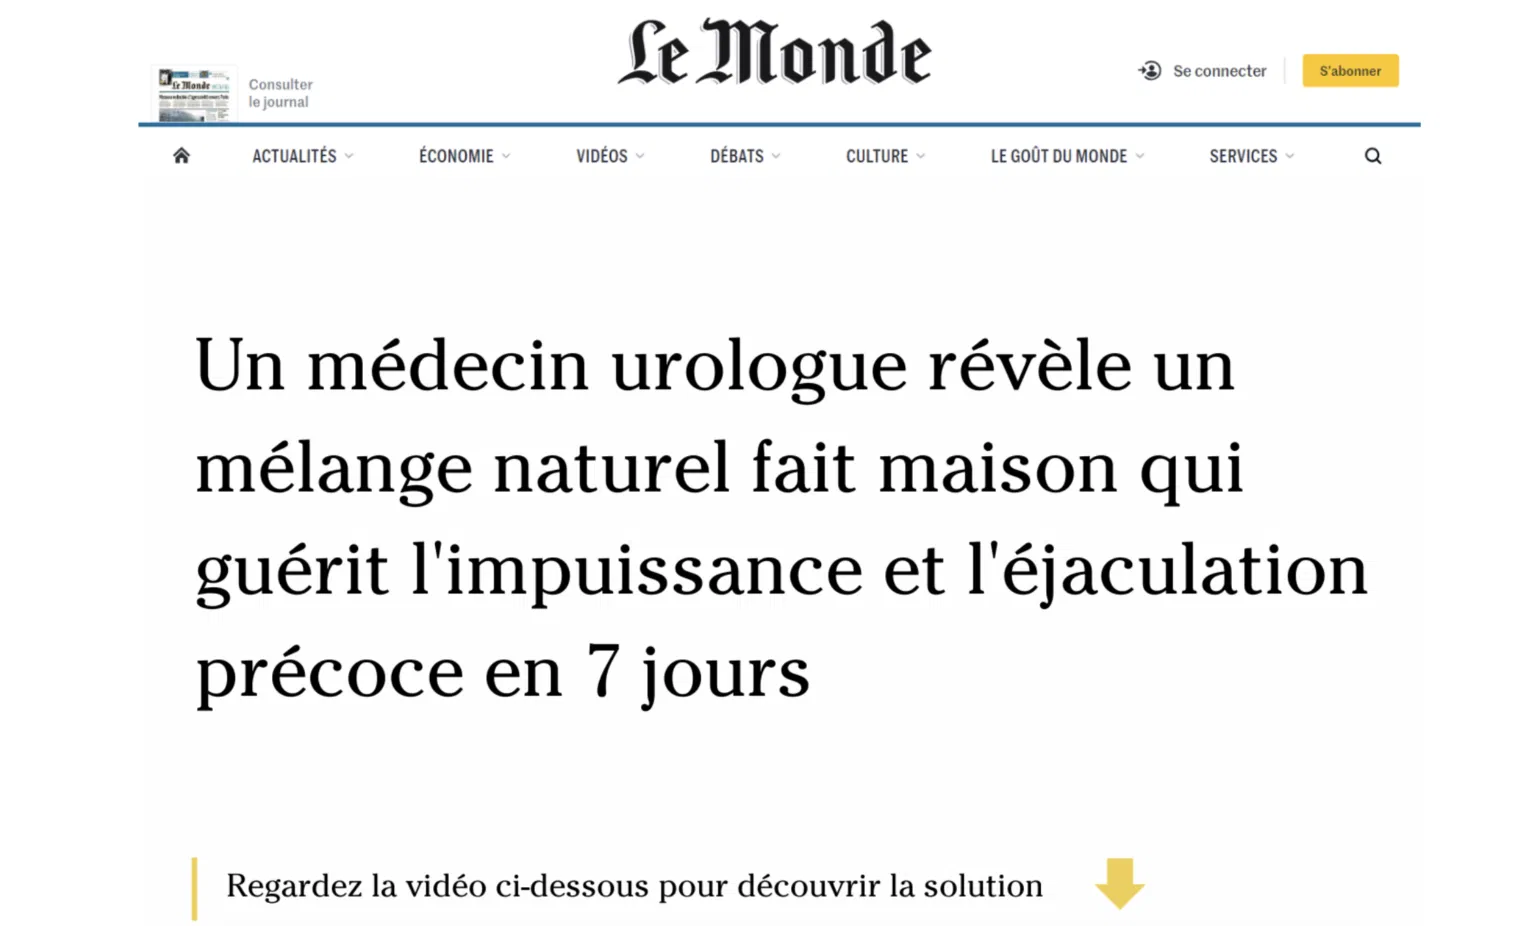 Le Monde
Consulter
le journal
Se connecter
S'abonner
Le Monde
ACTUALITÉS
ÉCONOMIE
VIDÉOS
DÉBATS
CULTURE
LE GOÛT DU MONDE
SERVICES
Un médecin urologue révèle un
mélange naturel fait maison qui
guérit l'impuissance et l'éjaculation
précoce en 7 jours
Regardez la vidéo ci-dessous pour découvrir la solution